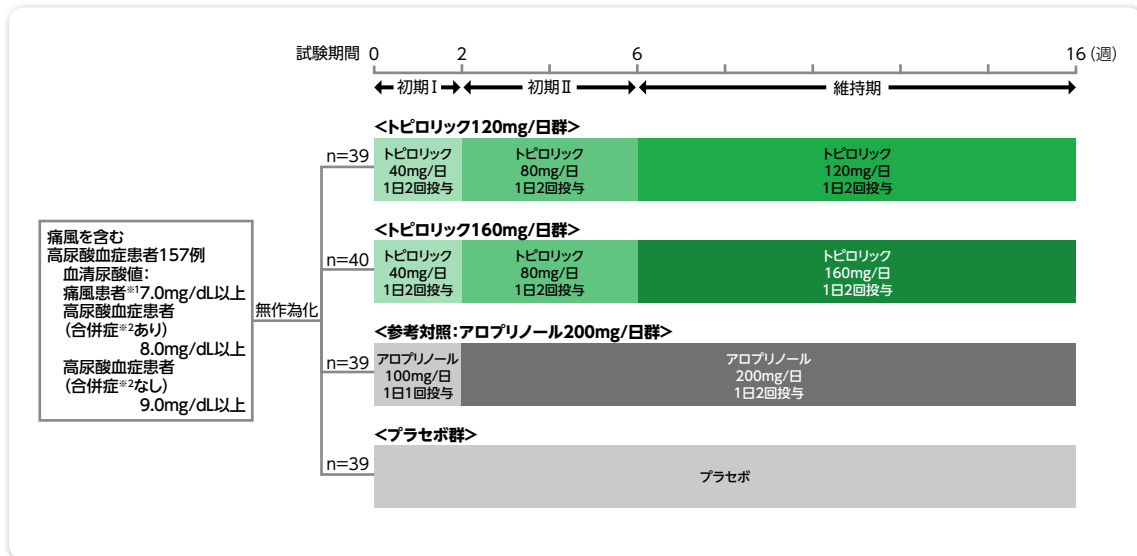 試験期間 0 2 6 16(週)
初期Ⅰ 初期Ⅱ 維持期
<トピロリック120mg/日群>
n=39
トピロリック
40mg/日
1日2回投与
トピロリック
80mg/日
1日2回投与
トピロリック
120mg/日
1日2回投与
痛風を含む
高尿酸血症患者157例
血清尿酸値:
痛風患者※17.0mg/dL以上
高尿酸血症患者
(合併症※2あり)
8.0mg/dL以上
高尿酸血症患者
(合併症※2なし)
9.0mg/dL以上
無作為化
<トピロリック160mg/日群>
n=40
トピロリック
40mg/日
1日2回投与
トピロリック
80mg/日
1日2回投与
トピロリック
160mg/日
1日2回投与
<参考対照:アロプリノール200mg/日群>
n=39
アロプリノール
100mg/日
1日1回投与
アロプリノール
200mg/日
1日2回投与
<プラセボ群>
n=39
プラセボ